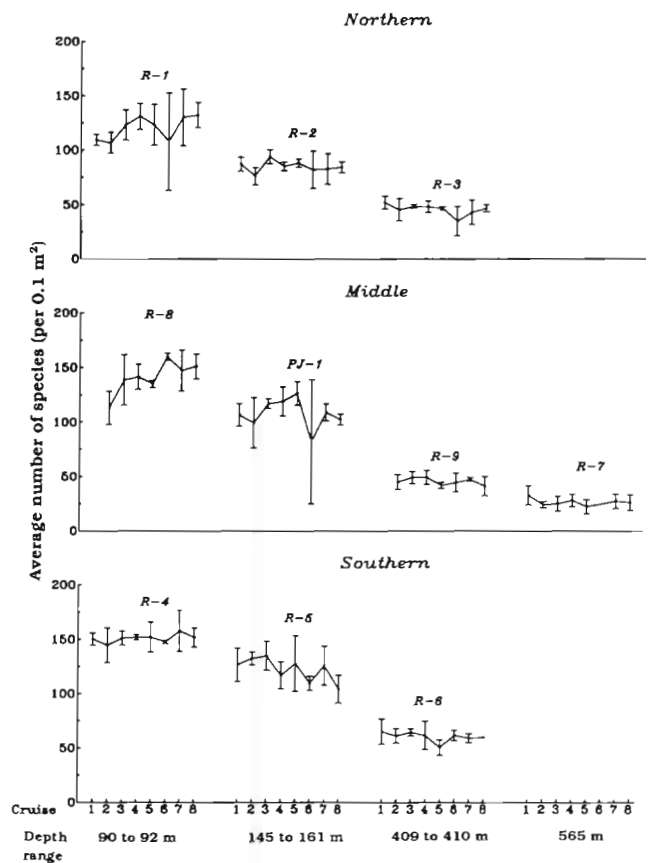 Northern
200
150
100
50
0
R-1
R-2
R-3
Middle
200
150
100
50
0
R-8
PJ-1
R-9
R-7
Southern
200
150
100
50
0
R-4
R-5
R-6
Average number of species (per 0.1 m²)
Cruise 1 2 3 4 5 6 7 8 1 2 3 4 5 6 7 8 1 2 3 4 5 6 7 8 1 2 3 4 5 6 7 8
Depth range 90 to 92 m 145 to 161 m 409 to 410 m 565 m